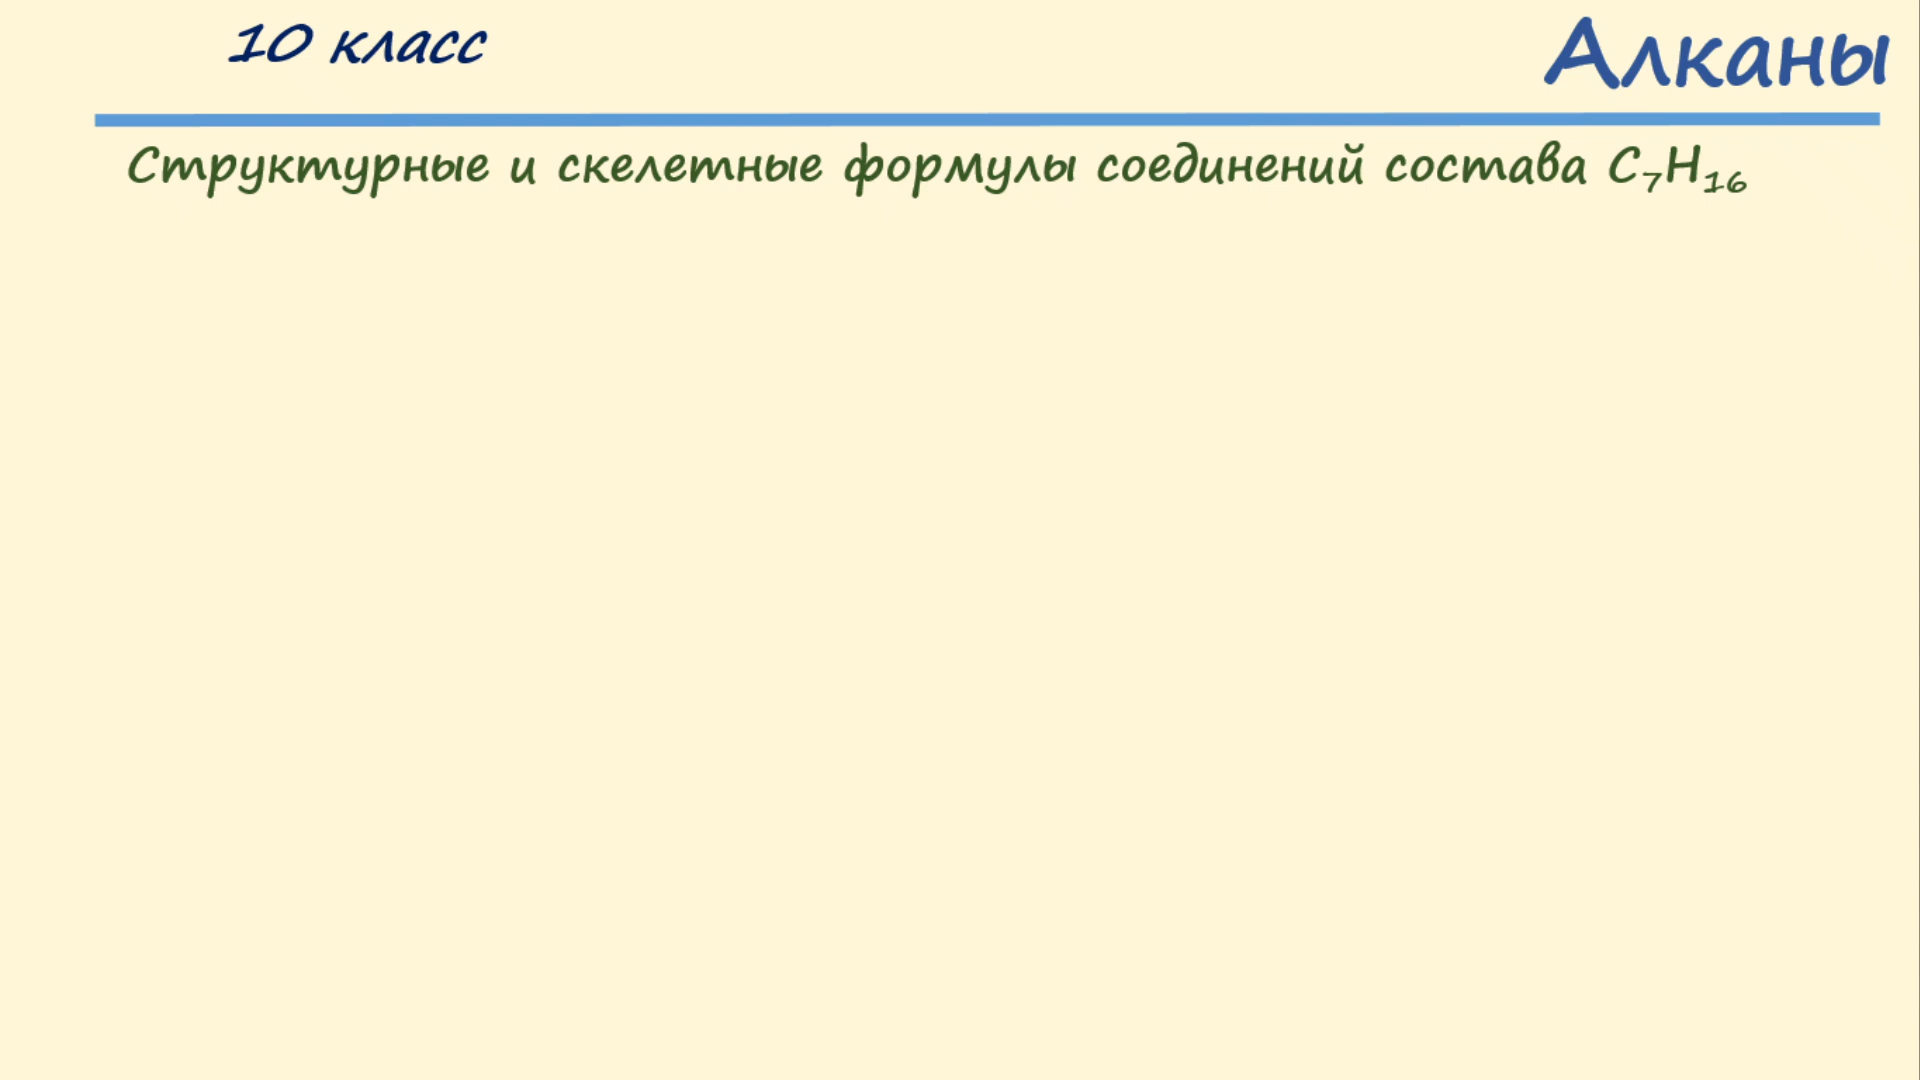 10 класс
Алканы
Структурные и скелетные формулы соединений состава C₇H₁₆